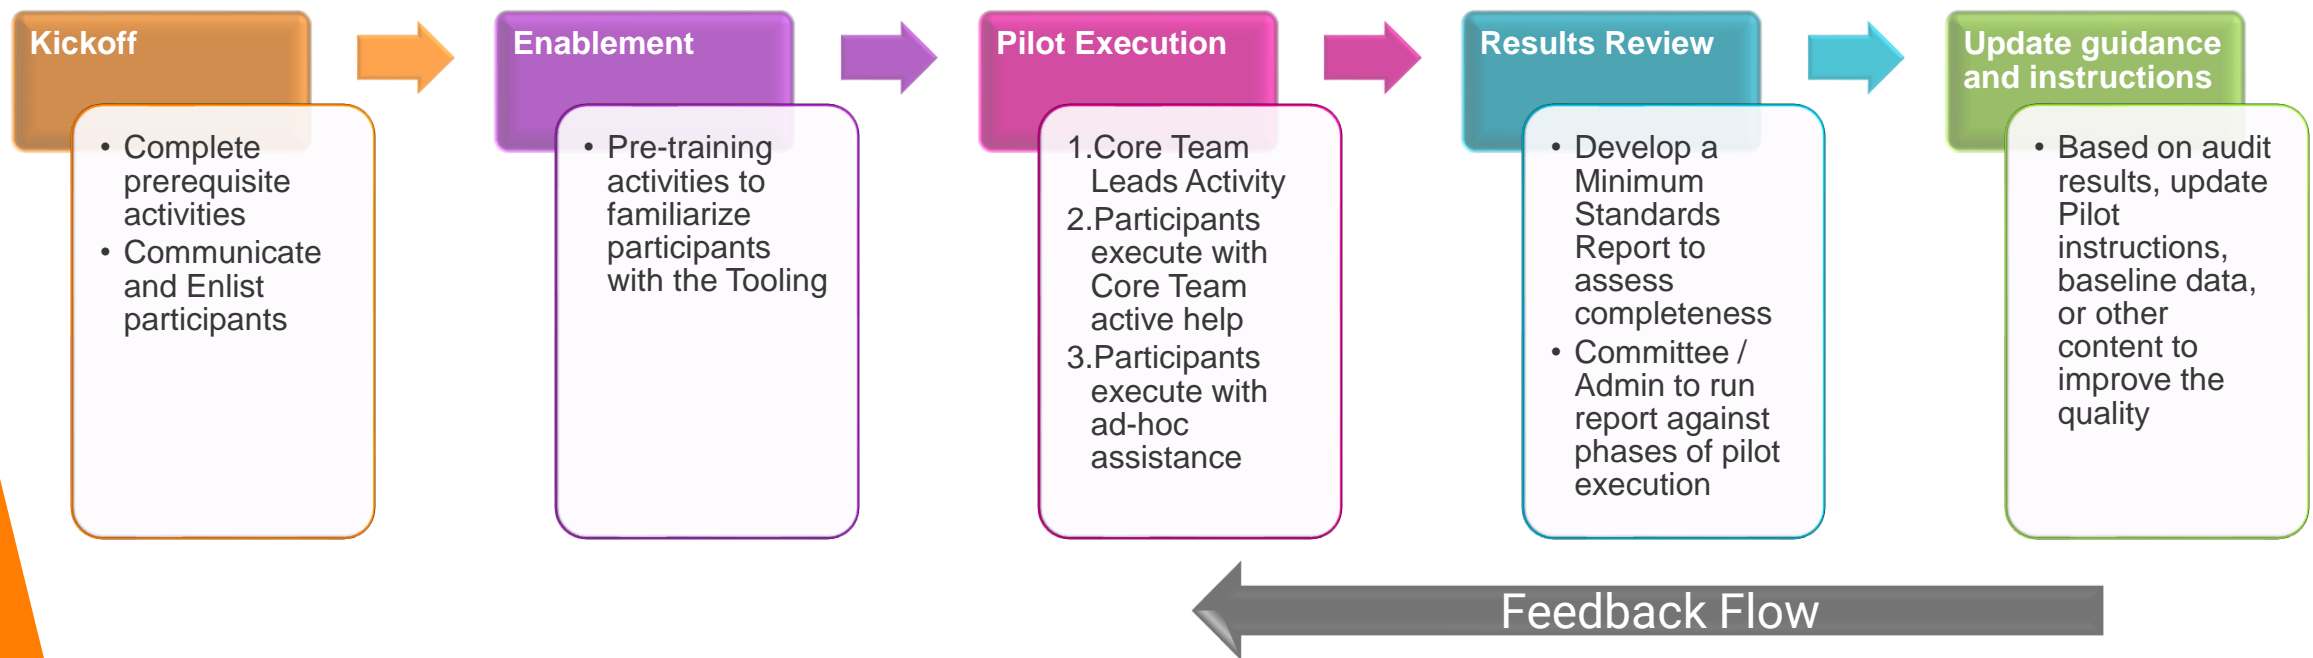 Kickoff
• Complete
prerequisite
activities
• Communicate
and Enlist
participants
Enablement
• Pre-training
activities to
familiarize
participants
with the Tooling
Pilot Execution
1.Core Team
Leads Activity
2.Participants
execute with
Core Team
active help
3.Participants
execute with
ad-hoc
assistance
Results Review
• Develop a
Minimum
Standards
Report to
assess
completeness
• Committee /
Admin to run
report against
phases of pilot
execution
Update guidance
and instructions
• Based on audit
results, update
Pilot
instructions,
baseline data,
or other
content to
improve the
quality
Feedback Flow